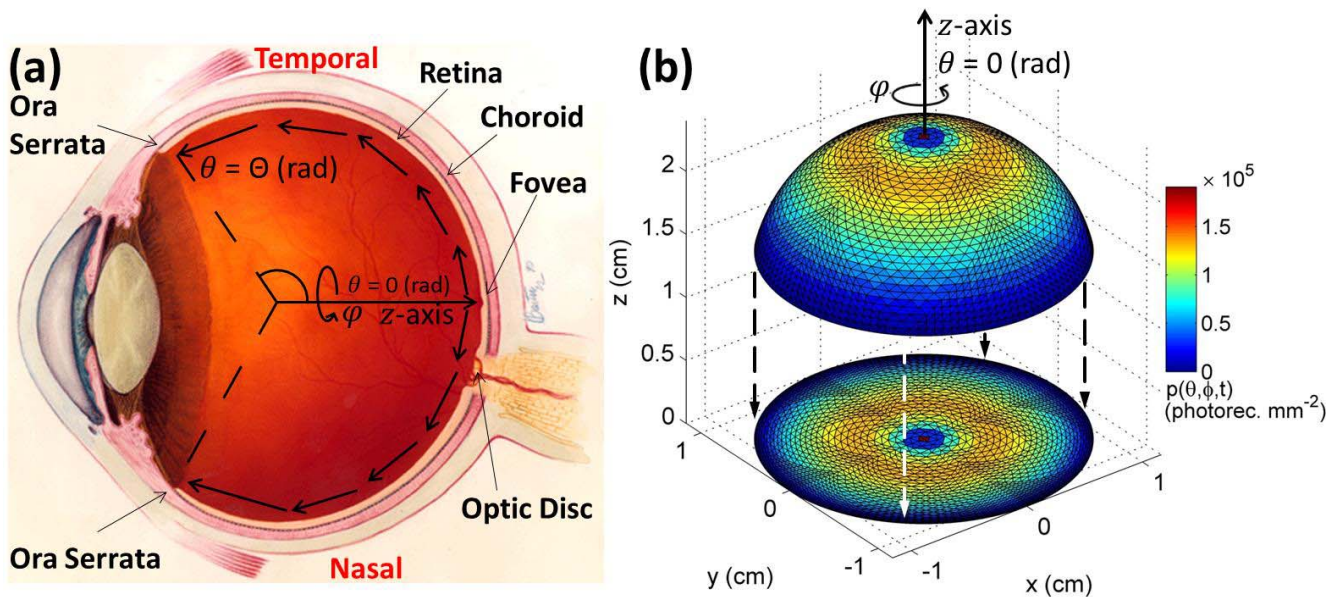 (a)
Temporal
Retina
Choroid
Fovea
Ora
Serrata
θ = Θ (rad)
θ = 0 (rad)
φ
z-axis
Optic Disc
Ora Serrata
Nasal
(b)
z-axis
θ = 0 (rad)
φ
2
1.5
1
0.5
0
z (cm)
1
0
-1
y (cm)
-1
0
1
x (cm)
× 10⁵
1.5
1
0.5
0
p(θ,ϕ,t)
(photorec. mm⁻²)